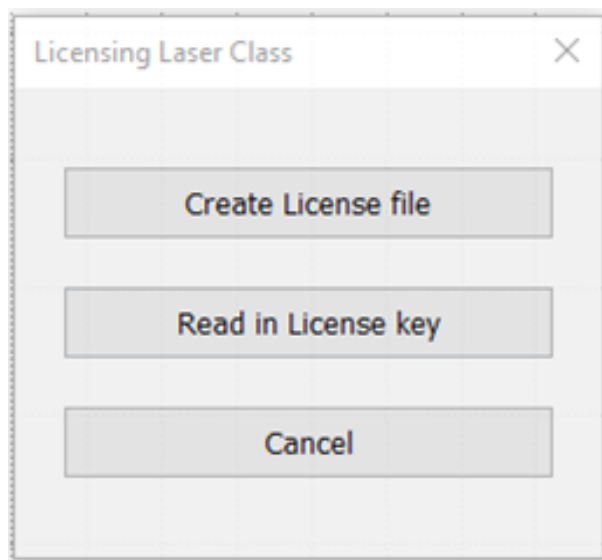 Licensing Laser Class
Create License file
Read in License key
Cancel